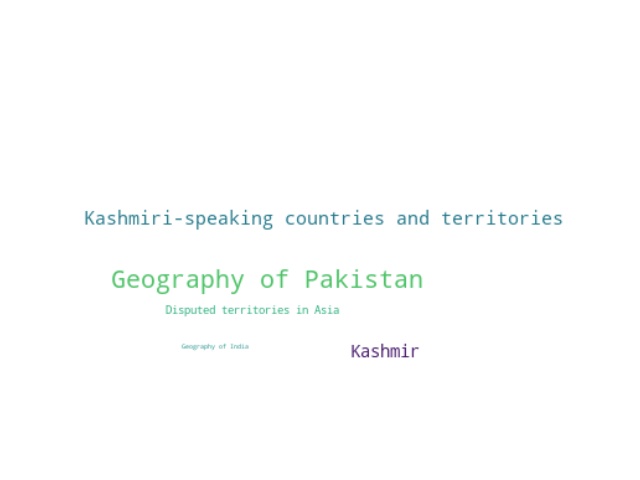 Kashmiri-speaking countries and territories
Geography of Pakistan
Disputed territories in Asia
Geography of India
Kashmir